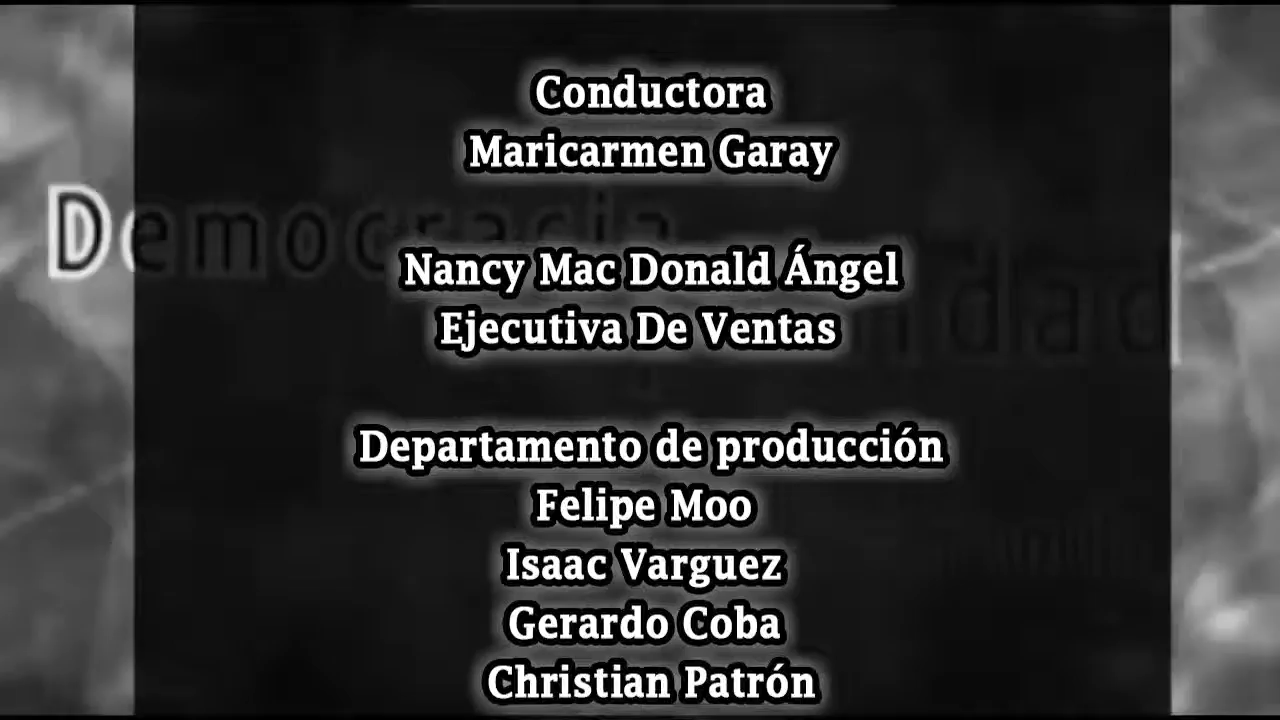 Conductora
Maricarmen Garay
Democracia
Nancy Mac Donald Ángel
Ejecutiva De Ventas
Departamento de producción
Felipe Moo
Isaac Varguez
Gerardo Coba
Christian Patrón